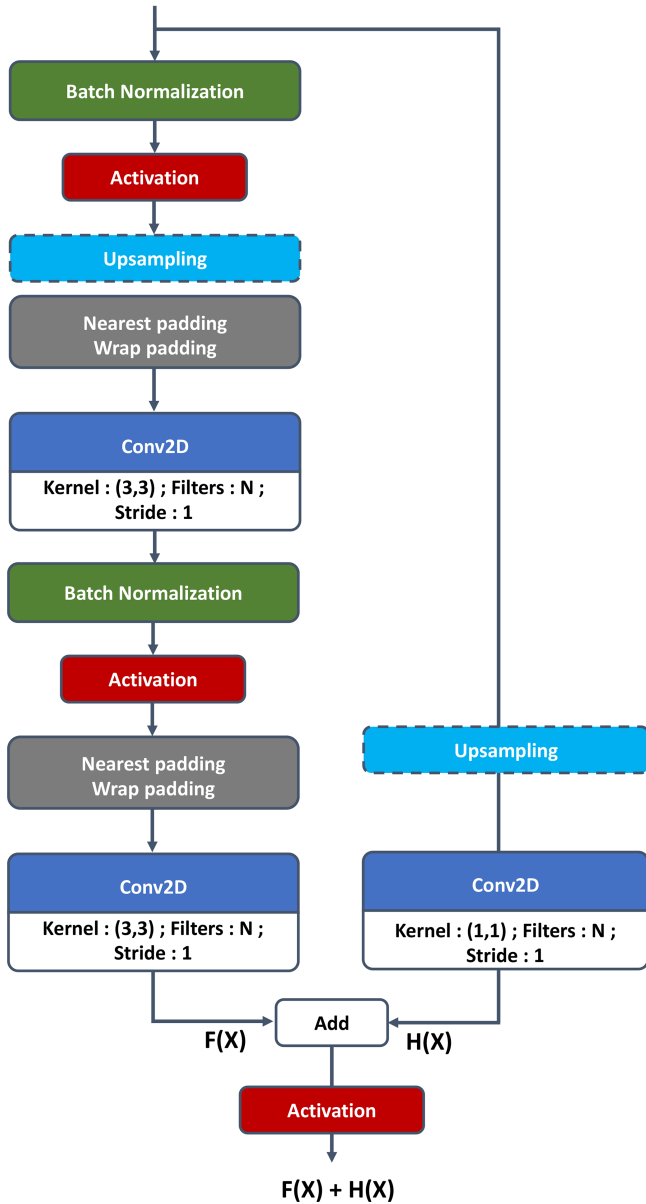 Batch Normalization
Activation
Upsampling
Nearest padding
Wrap padding
Conv2D
Kernel : (3,3) ; Filters : N ;
Stride : 1
Batch Normalization
Activation
Nearest padding
Wrap padding
Conv2D
Kernel : (3,3) ; Filters : N ;
Stride : 1
Upsampling
Conv2D
Kernel : (1,1) ; Filters : N ;
Stride : 1
F(X)
Add
H(X)
Activation
F(X) + H(X)